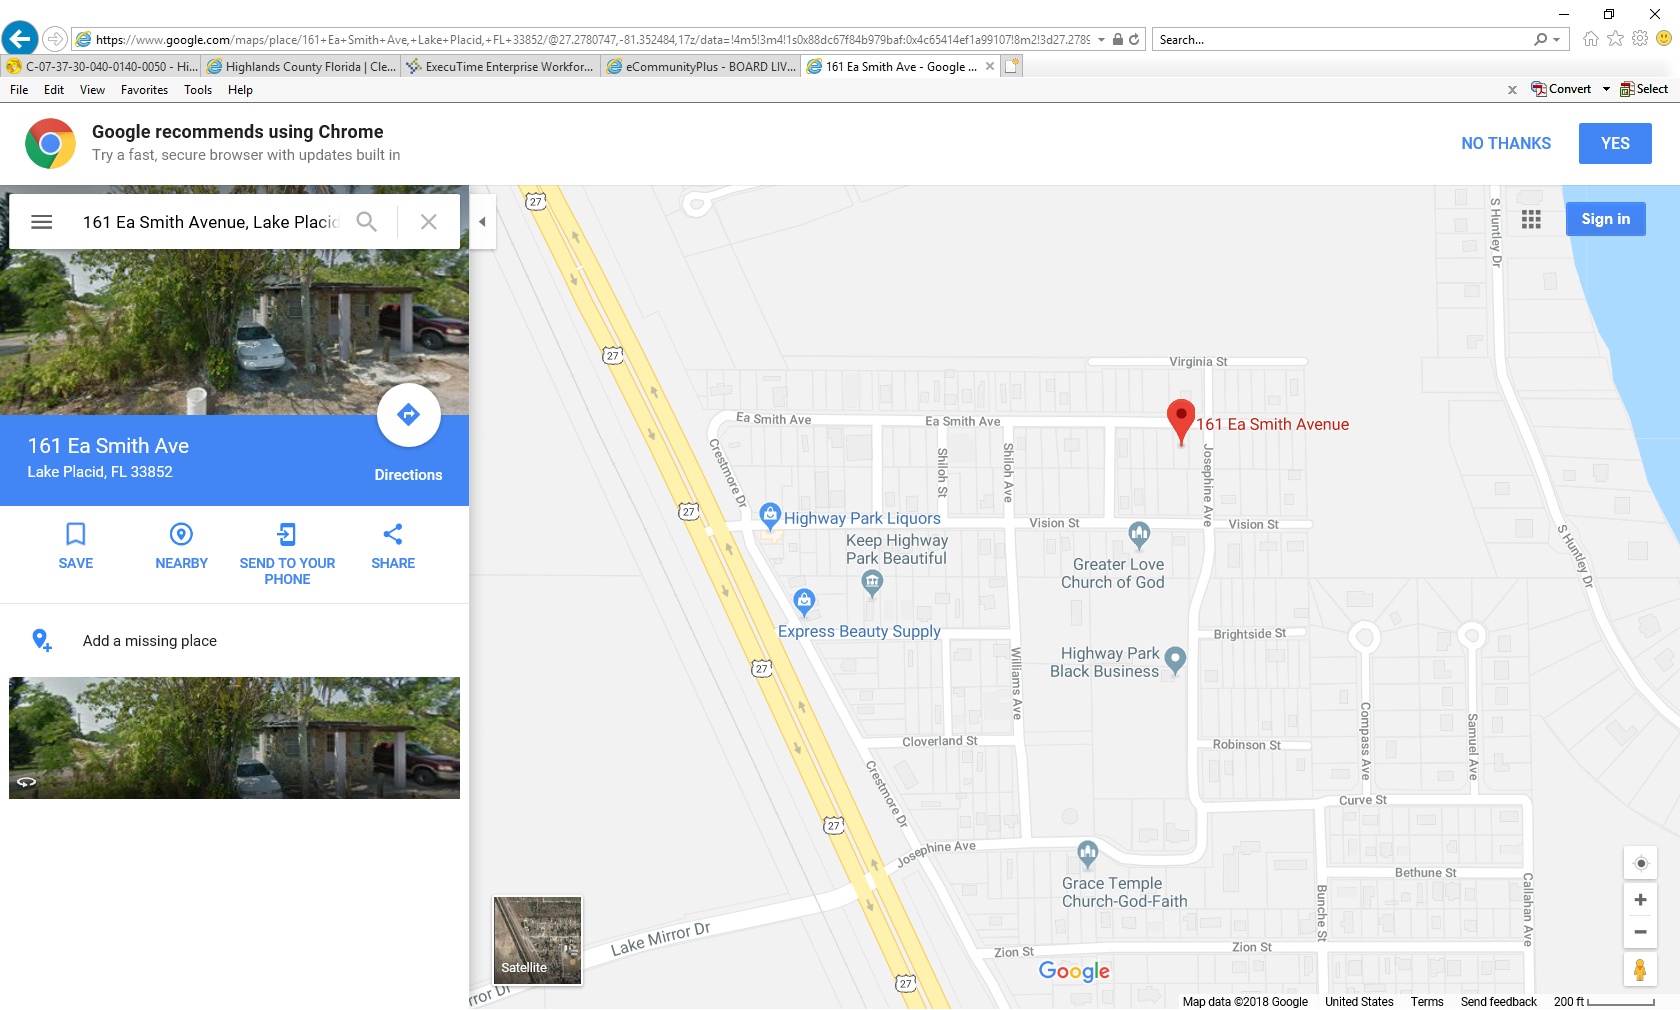 https://www.google.com/maps/place/161+Ea+Smith+Ave,+Lake+Placid,+FL+33852/@27.2780747,-81.352484,17z/data=!4m5!3m4!1s0x88dc67f84b979baf:0x4c65414ef1a99107!8m2!3d27.2789
Search...
C-07-37-30-040-0140-0050 - Hi...
Highlands County Florida | Cle...
ExecuTime Enterprise Workfor...
eCommunityPlus - BOARD LIV...
161 Ea Smith Ave - Google ...
File Edit View Favorites Tools Help
x Convert Select
Google recommends using Chrome
Try a fast, secure browser with updates built in
NO THANKS
YES
161 Ea Smith Avenue, Lake Placid
161 Ea Smith Ave
Lake Placid, FL 33852
Directions
SAVE
NEARBY
SEND TO YOUR
PHONE
SHARE
Add a missing place
Sign in
27
S Huntley Dr
Virginia St
27
Ea Smith Ave
Ea Smith Ave
161 Ea Smith Avenue
Crestmore Dr
Shiloh St
Shiloh Ave
Josephine Ave
27
Highway Park Liquors
Vision St
Vision St
Keep Highway
Park Beautiful
Greater Love
Church of God
S Huntley Dr
Express Beauty Supply
Brightside St
27
Highway Park
Black Business
Williams Ave
Cloverland St
Robinson St
Compass Ave
Samuel Ave
Crestmore Dr
Curve St
27
Josephine Ave
Grace Temple
Church-God-Faith
Bethune St
Bunche St
Callahan Ave
Lake Mirror Dr
Zion St
Zion St
Satellite
Google
27
rror Dr
Map data ©2018 Google United States Terms Send feedback 200 ft